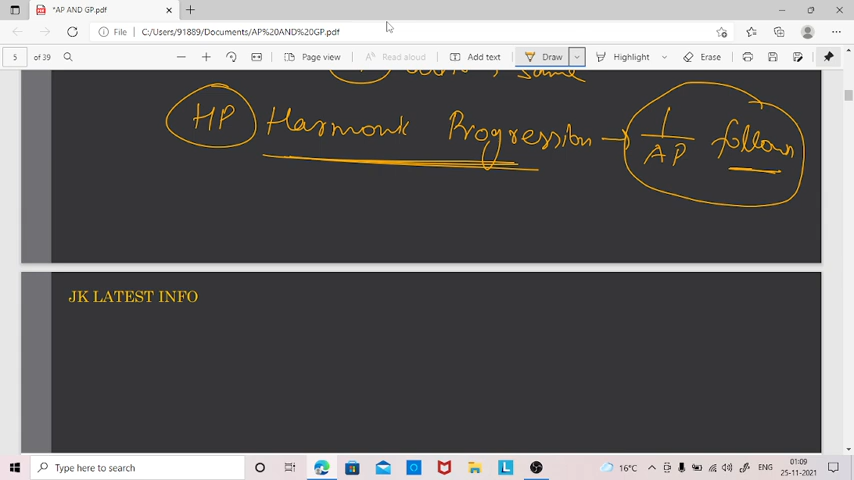 *AP AND GP.pdf
File
C:/Users/91889/Documents/AP%20AND%20GP.pdf
5 of 39
Page view
Read aloud
Add text
Draw
Highlight
Erase
same
HP Harmonic Progression → 1/AP follows
JK LATEST INFO
Type here to search
16°C
ENG
01:09
25-11-2021